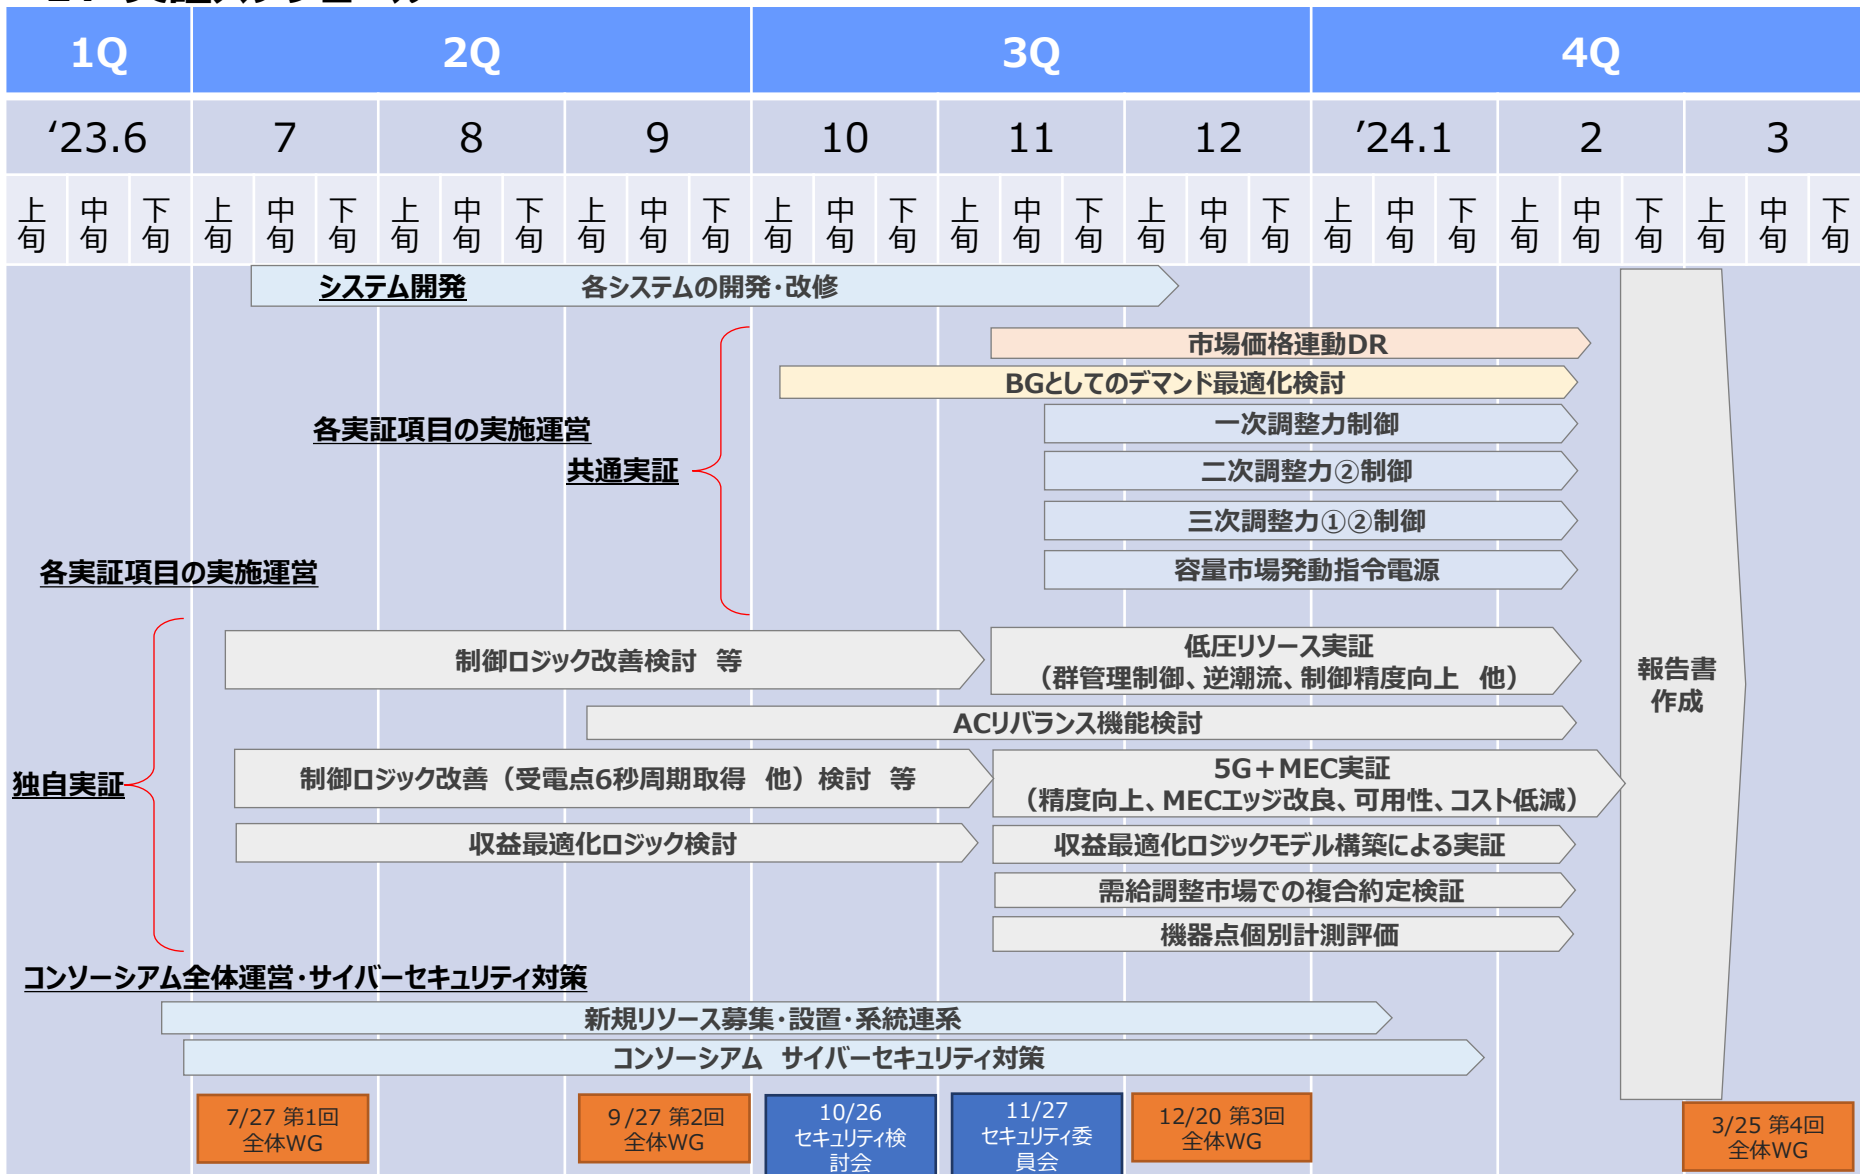 1Q 2Q 3Q 4Q
‘23.6 7 8 9 10 11 12 ’24.1 2 3
上旬 中旬 下旬 上旬 中旬 下旬 上旬 中旬 下旬 上旬 中旬 下旬 上旬 中旬 下旬 上旬 中旬 下旬 上旬 中旬 下旬 上旬 中旬 下旬 上旬 中旬 下旬 上旬 中旬 下旬
システム開発 各システムの開発・改修
市場価格連動DR
BGとしてのデマンド最適化検討
各実証項目の実施運営
共通実証
一次調整力制御
二次調整力②制御
三次調整力①②制御
容量市場発動指令電源
各実証項目の実施運営
独自実証
制御ロジック改善検討 等
低圧リソース実証
（群管理制御、逆潮流、制御精度向上 他）
ACリバランス機能検討
制御ロジック改善（受電点6秒周期取得 他）検討 等
5G＋MEC実証
（精度向上、MECエッジ改良、可用性、コスト低減）
収益最適化ロジック検討
収益最適化ロジックモデル構築による実証
需給調整市場での複合約定検証
機器点個別計測評価
報告書
作成
コンソーシアム全体運営・サイバーセキュリティ対策
新規リソース募集・設置・系統連系
コンソーシアム サイバーセキュリティ対策
7/27 第1回
全体WG
9/27 第2回
全体WG
10/26
セキュリティ検
討会
11/27
セキュリティ委
員会
12/20 第3回
全体WG
3/25 第4回
全体WG